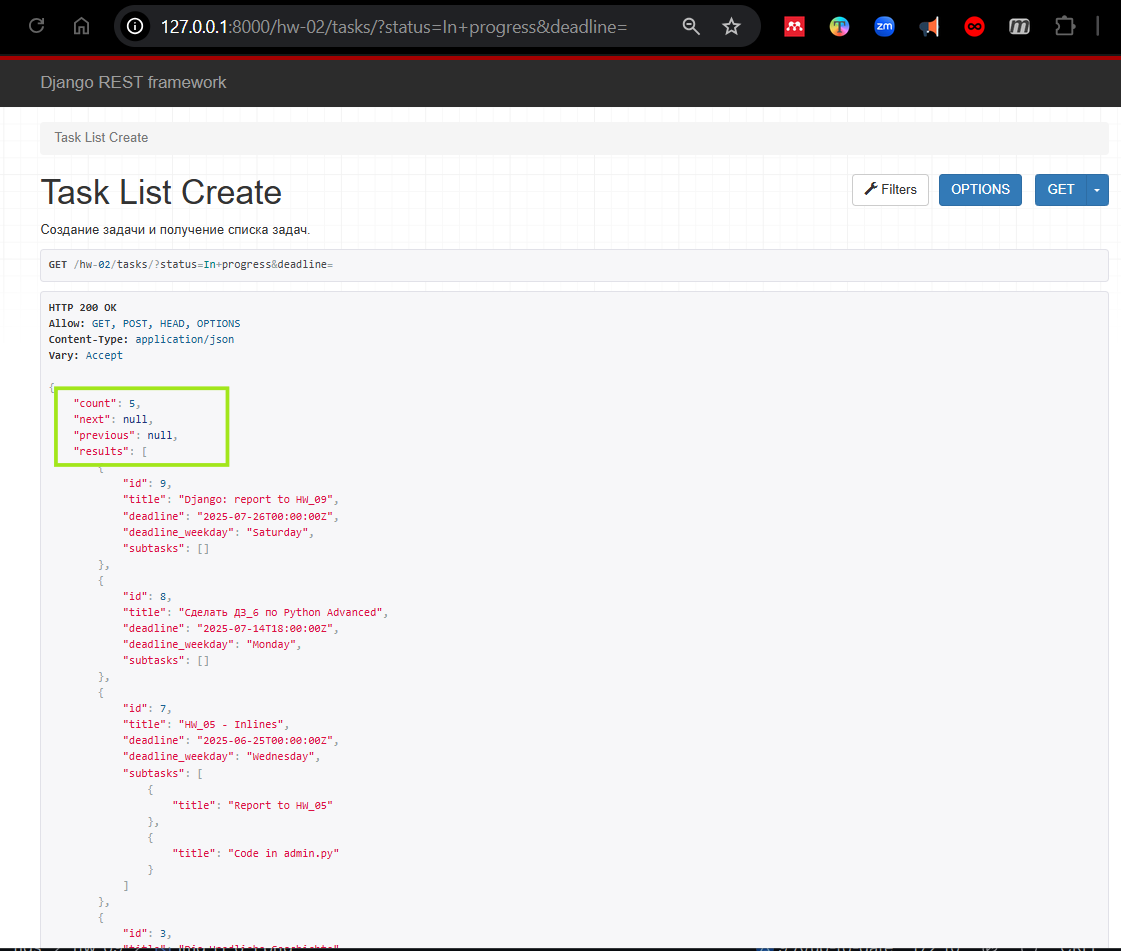 127.0.0.1:8000/hw-02/tasks/?status=In+progress&deadline=
zm
Django REST framework
Task List Create
Task List Create
Filters
OPTIONS
GET
Создание задачи и получение списка задач.
GET /hw-02/tasks/?status=In+progress&deadline=
HTTP 200 OK
Allow: GET, POST, HEAD, OPTIONS
Content-Type: application/json
Vary: Accept
{
"count": 5,
"next": null,
"previous": null,
"results": [
{
"id": 9,
"title": "Django: report to HW_09",
"deadline": "2025-07-26T00:00:00Z",
"deadline_weekday": "Saturday",
"subtasks": []
},
{
"id": 8,
"title": "Сделать ДЗ_6 по Python Advanced",
"deadline": "2025-07-14T18:00:00Z",
"deadline_weekday": "Monday",
"subtasks": []
},
{
"id": 7,
"title": "HW_05 - Inlines",
"deadline": "2025-06-25T00:00:00Z",
"deadline_weekday": "Wednesday",
"subtasks": [
{
"title": "Report to HW_05"
},
{
"title": "Code in admin.py"
}
]
},
{
"id": 3,